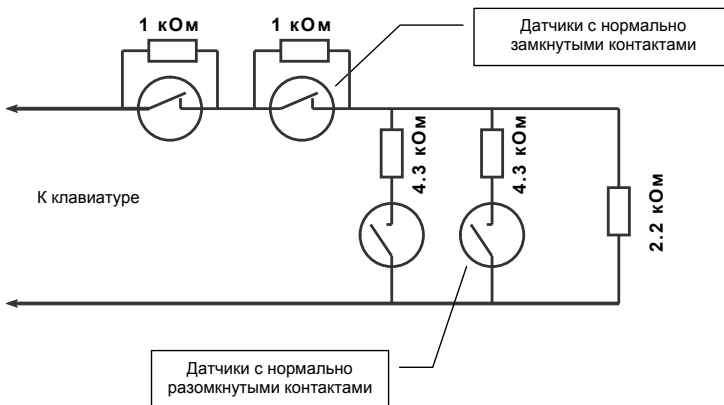 1 кОм
1 кОм
Датчики с нормально
замкнутыми контактами
4.3 кОм
4.3 кОм
2.2 кОм
К клавиатуре
Датчики с нормально
разомкнутыми контактами